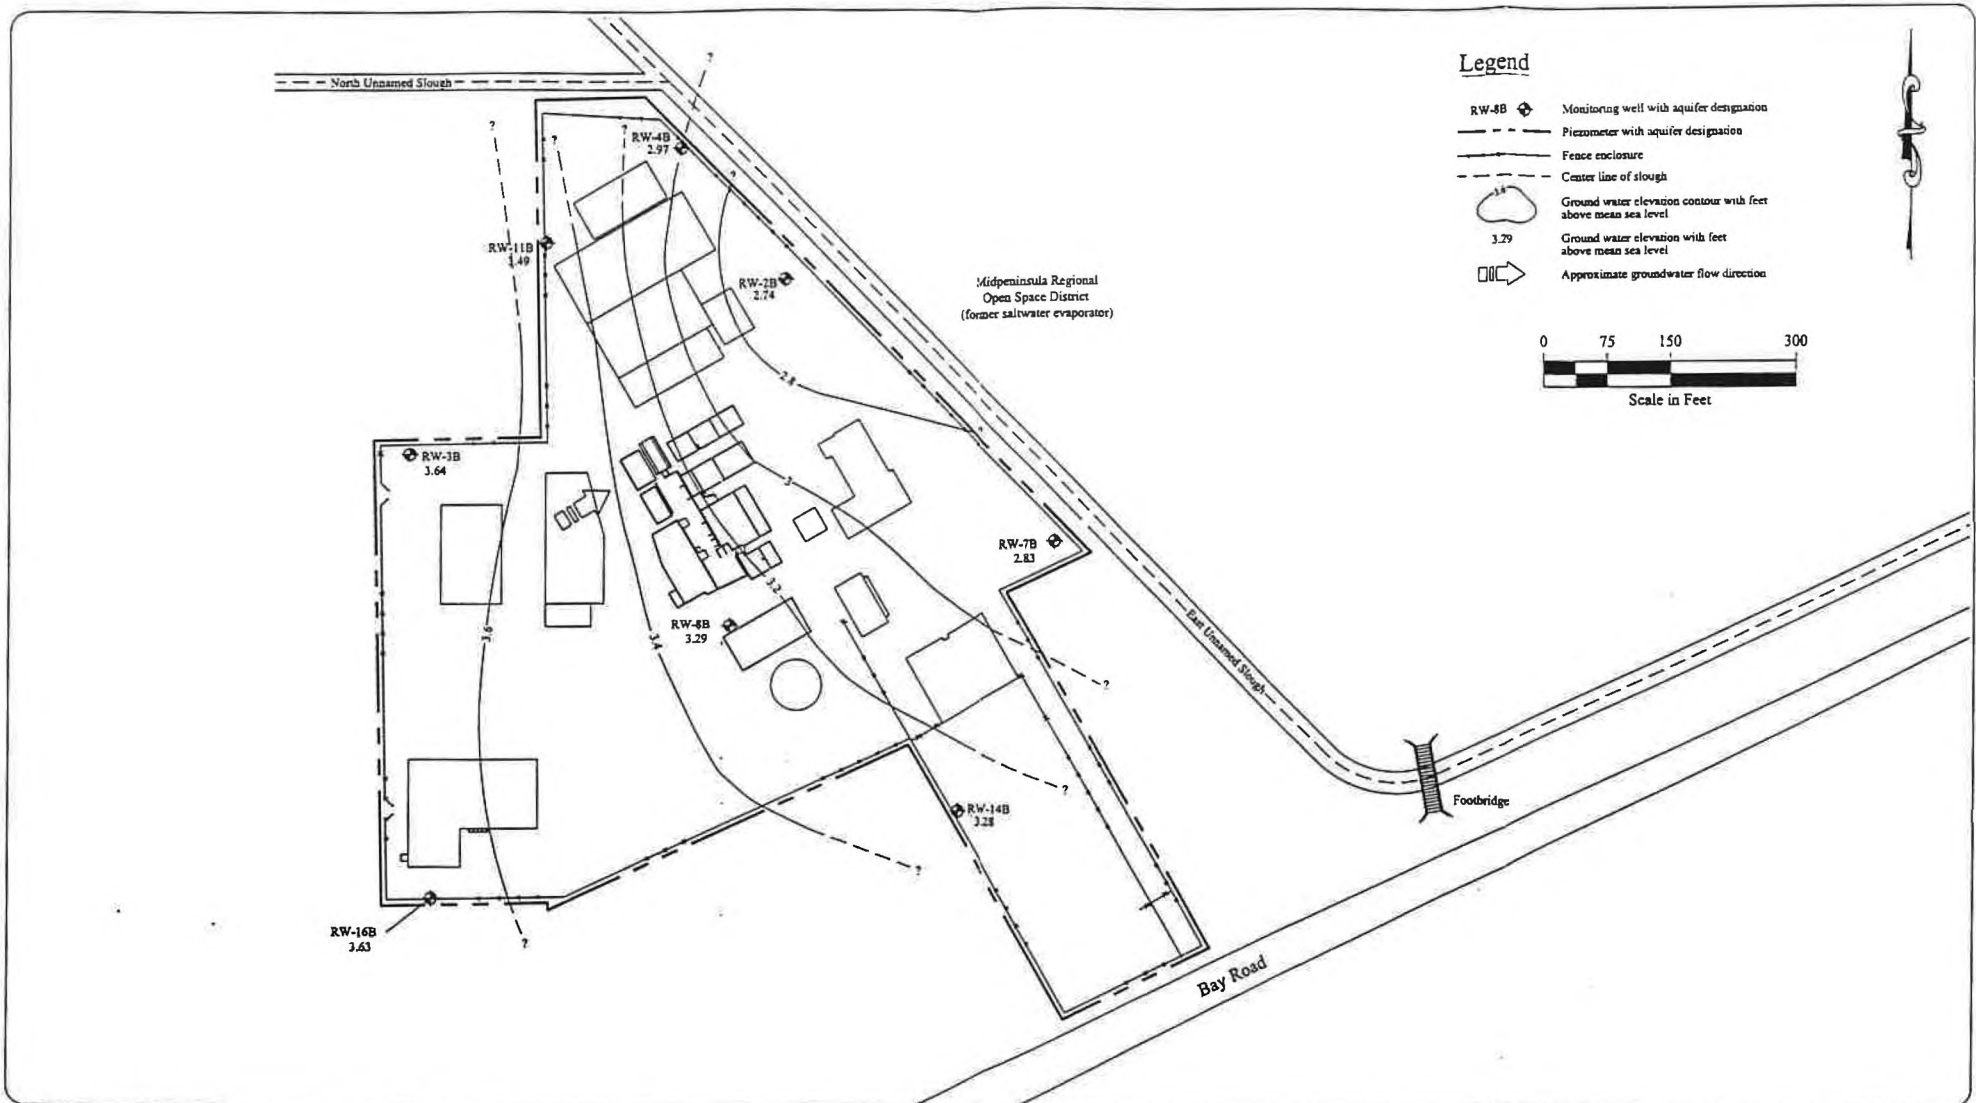 North Unnamed Slough
?
?
?
?
RW-4B
2.97
?
RW-11B
3.49
RW-2B
2.74
2.8
Midpeninsula Regional
Open Space District
(former saltwater evaporator)
Legend
RW-8B
Monitoring well with aquifer designation
Piezometer with aquifer designation
Fence enclosure
Center line of slough
3.6
Ground water elevation contour with feet
above mean sea level
3.29
Ground water elevation with feet
above mean sea level
Approximate groundwater flow direction
0 75 150 300
Scale in Feet
RW-3B
3.64
3
RW-7B
2.83
3.2
RW-8B
3.29
3.6
3.4
East Unnamed Slough
?
?
Footbridge
RW-14B
3.28
?
RW-16B
3.63
?
Bay Road